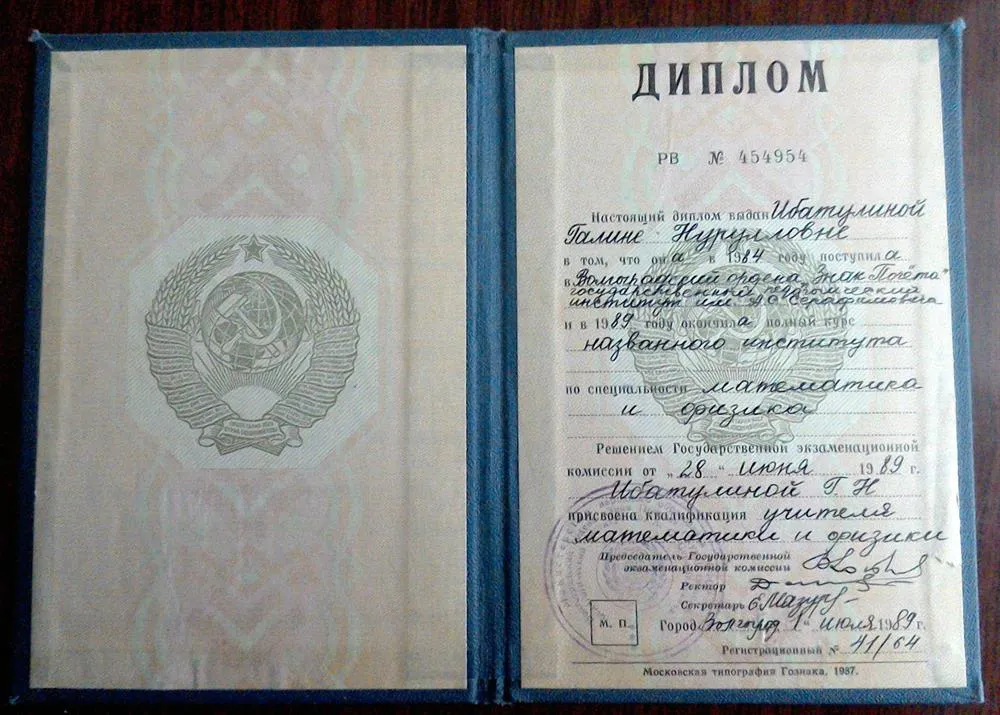 ДИПЛОМ
РВ № 454954
Настоящий диплом выдан Ибатулиной
Галине Нурулловне
в том, что она в 1984 году поступила
в Волгоградский ордена "Знак Почёта"
государственный педагогический
институт им. А.С. Серафимовича
и в 1989 году окончила полный курс
названного института
по специальности математика
и физика
Решением Государственной экзаменационной
комиссии от „28“ июня 1989 г.
Ибатулиной Г. Н
присвоена квалификация учителя
математики и физики
Председатель Государственной
экзаменационной комиссии
Ректор
Секретарь Е Мазур
М. П.
Город Волгоград 1" июля 1989 г.
Регистрационный № 41/64
Московская типография Гознака. 1987.